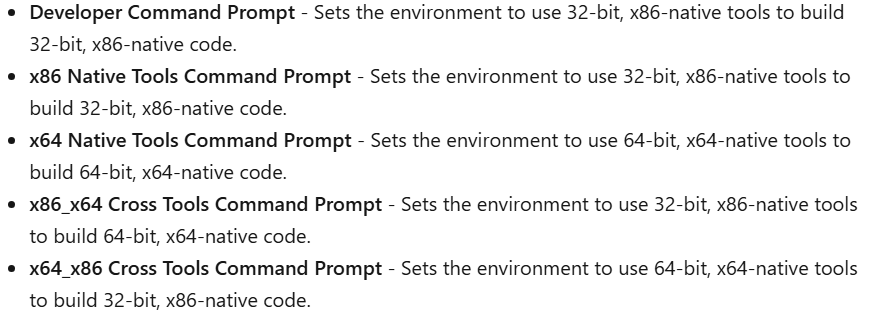 • Developer Command Prompt - Sets the environment to use 32-bit, x86-native tools to build
32-bit, x86-native code.
• x86 Native Tools Command Prompt - Sets the environment to use 32-bit, x86-native tools to
build 32-bit, x86-native code.
• x64 Native Tools Command Prompt - Sets the environment to use 64-bit, x64-native tools to
build 64-bit, x64-native code.
• x86_x64 Cross Tools Command Prompt - Sets the environment to use 32-bit, x86-native tools
to build 64-bit, x64-native code.
• x64_x86 Cross Tools Command Prompt - Sets the environment to use 64-bit, x64-native tools
to build 32-bit, x86-native code.